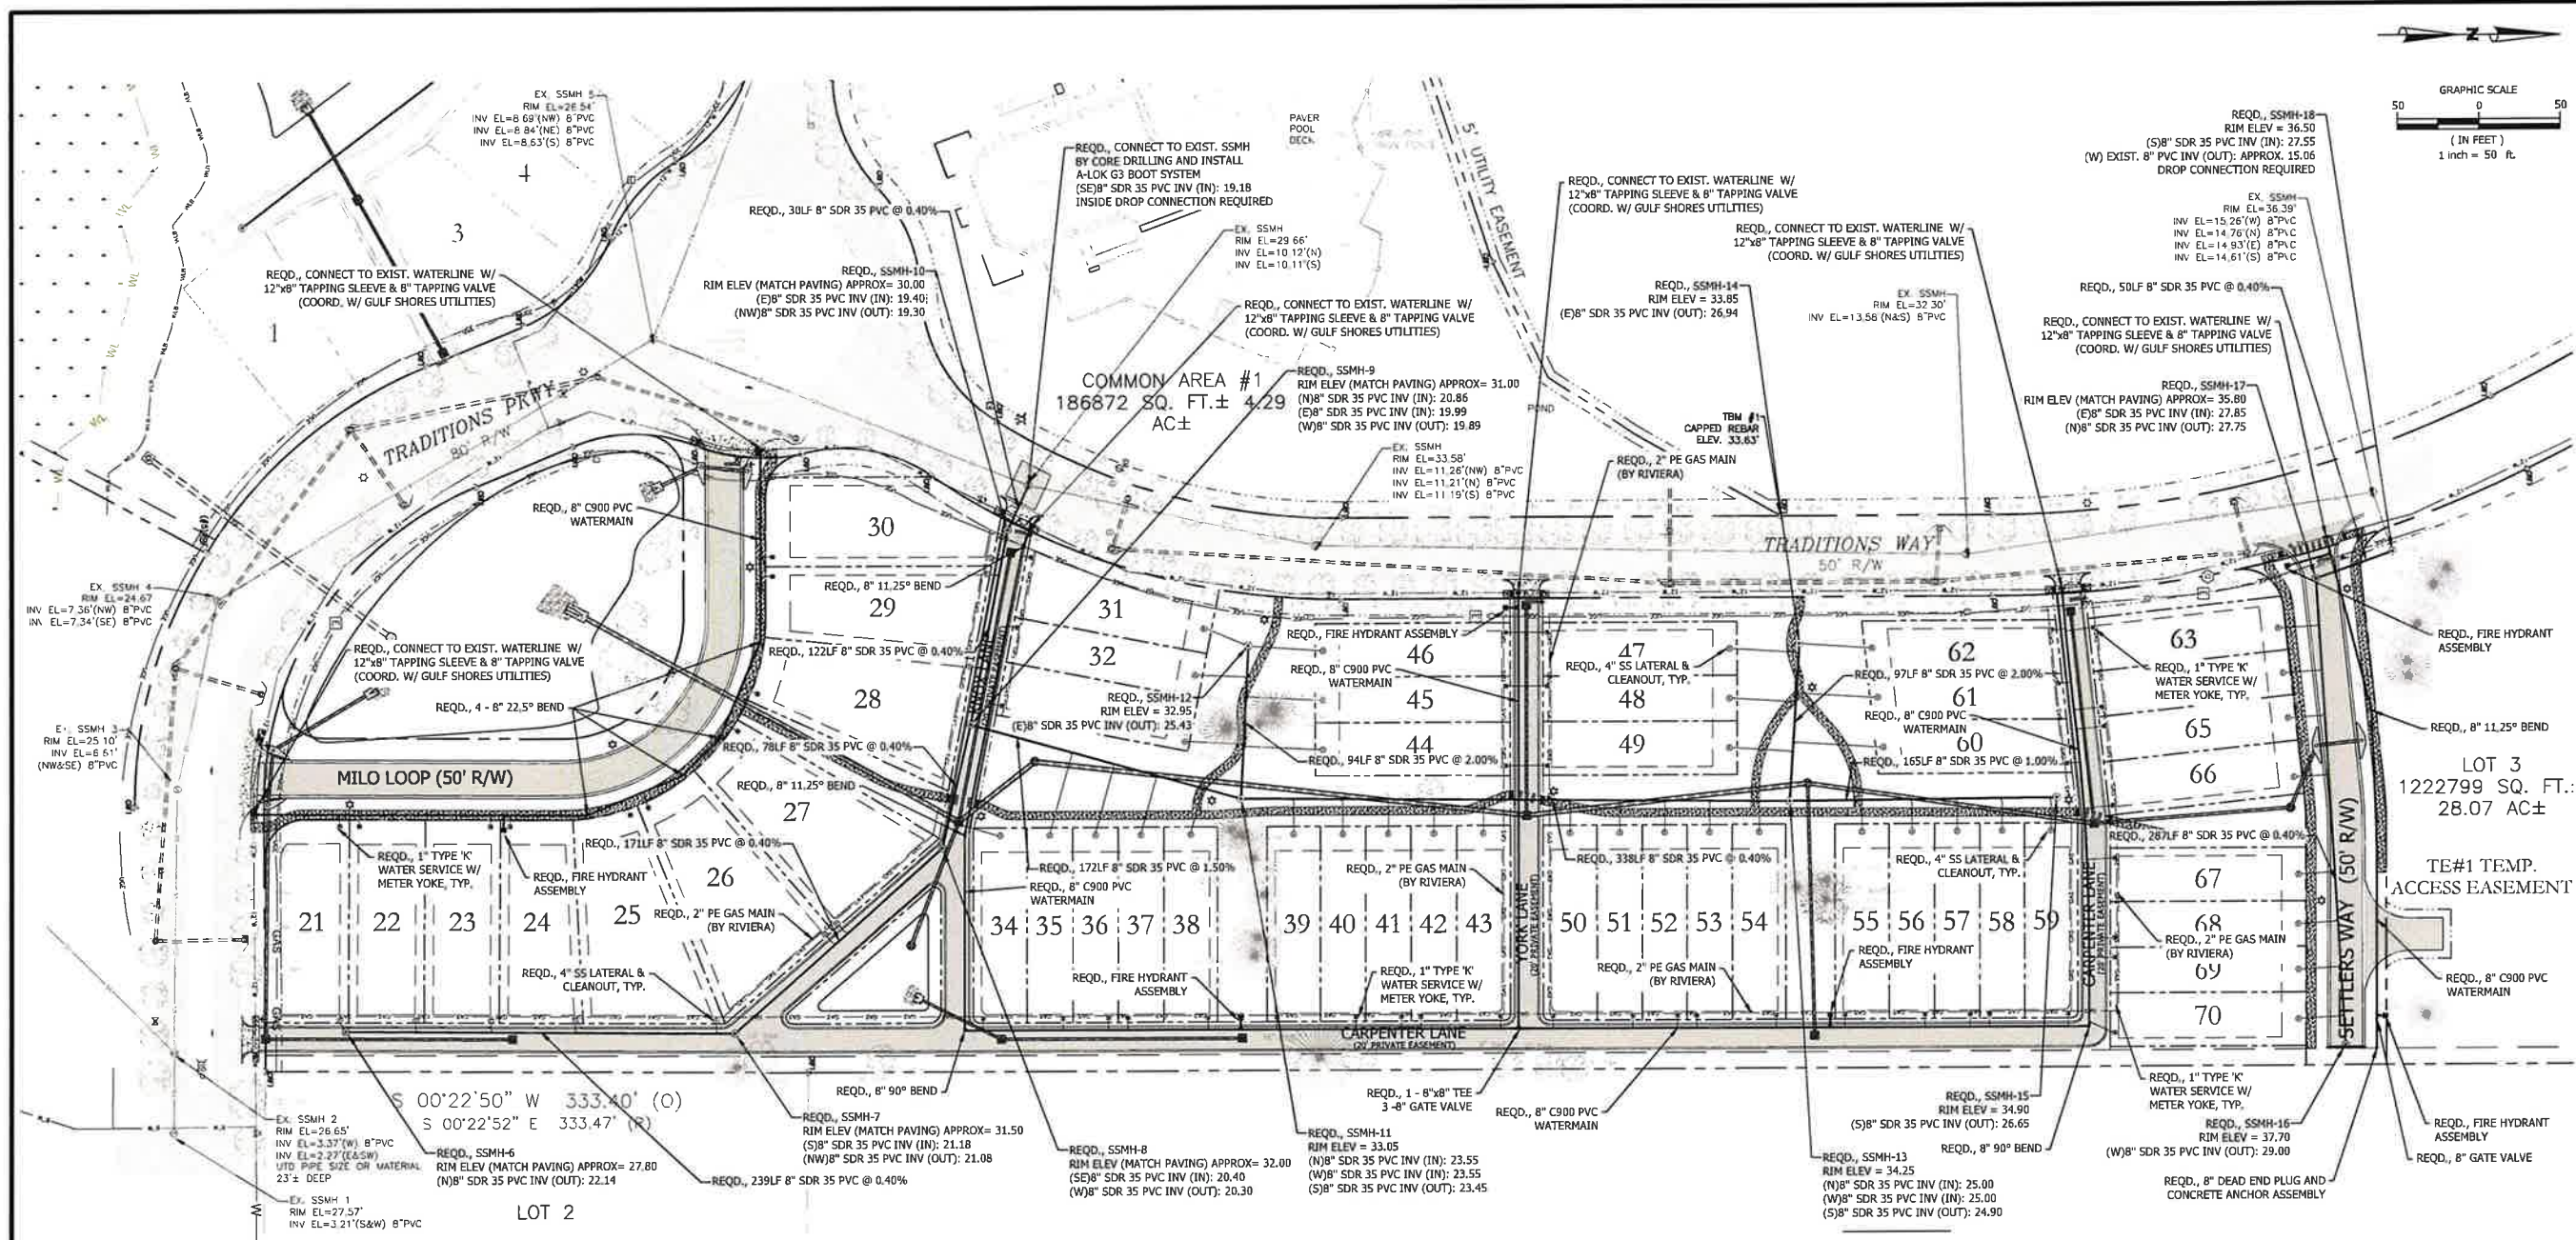 N
GRAPHIC SCALE
50 0 50
( IN FEET )
1 inch = 50 ft.
EX. SSMH 5
RIM EL=26.54'
INV EL=8.69'(NW) 8"PVC
INV EL=8.84'(NE) 8"PVC
INV EL=8.63'(S) 8"PVC
4
3
1
REQD., CONNECT TO EXIST. WATERLINE W/
12"x8" TAPPING SLEEVE & 8" TAPPING VALVE
(COORD. W/ GULF SHORES UTILITIES)
REQD., 30LF 8" SDR 35 PVC @ 0.40%
REQD., SSMH-10
RIM ELEV (MATCH PAVING) APPROX= 30.00
(E)8" SDR 35 PVC INV (IN): 19.40
(NW)8" SDR 35 PVC INV (OUT): 19.30
REQD., CONNECT TO EXIST. SSMH
BY CORE DRILLING AND INSTALL
A-LOK G3 BOOT SYSTEM
(SE)8" SDR 35 PVC INV (IN): 19.18
INSIDE DROP CONNECTION REQUIRED
PAVER
POOL
DECK
EX. SSMH
RIM EL=29.66'
INV EL=10.12'(N)
INV EL=10.11'(S)
REQD., CONNECT TO EXIST. WATERLINE W/
12"x8" TAPPING SLEEVE & 8" TAPPING VALVE
(COORD. W/ GULF SHORES UTILITIES)
COMMON AREA #1
186872 SQ. FT.± 4.29
AC±
REQD., SSMH-9
RIM ELEV (MATCH PAVING) APPROX= 31.00
(N)8" SDR 35 PVC INV (IN): 20.86
(E)8" SDR 35 PVC INV (IN): 19.99
(W)8" SDR 35 PVC INV (OUT): 19.89
EX. SSMH
RIM EL=33.58'
INV EL=11.26'(NW) 8"PVC
INV EL=11.21'(N) 8"PVC
INV EL=11.19'(S) 8"PVC
5' UTILITY EASEMENT
POND
REQD., CONNECT TO EXIST. WATERLINE W/
12"x8" TAPPING SLEEVE & 8" TAPPING VALVE
(COORD. W/ GULF SHORES UTILITIES)
REQD., CONNECT TO EXIST. WATERLINE W/
12"x8" TAPPING SLEEVE & 8" TAPPING VALVE
(COORD. W/ GULF SHORES UTILITIES)
REQD., SSMH-14
RIM ELEV = 33.85
(E)8" SDR 35 PVC INV (OUT): 26.94
EX. SSMH
RIM EL=32.30'
INV EL=13.58'(N&S) 8"PVC
TBM #1
CAPPED REBAR
ELEV. 33.63'
REQD., 2" PE GAS MAIN
(BY RIVIERA)
REQD., SSMH-18
RIM ELEV = 36.50
(S)8" SDR 35 PVC INV (IN): 27.55
(W) EXIST. 8" PVC INV (OUT): APPROX. 15.06
DROP CONNECTION REQUIRED
EX. SSMH
RIM EL=36.39'
INV EL=15.26'(W) 8"PVC
INV EL=14.76'(N) 8"PVC
INV EL=14.93'(E) 8"PVC
INV EL=14.61'(S) 8"PVC
REQD., 50LF 8" SDR 35 PVC @ 0.40%
REQD., CONNECT TO EXIST. WATERLINE W/
12"x8" TAPPING SLEEVE & 8" TAPPING VALVE
(COORD. W/ GULF SHORES UTILITIES)
REQD., SSMH-17
RIM ELEV (MATCH PAVING) APPROX= 35.80
(E)8" SDR 35 PVC INV (IN): 27.85
(N)8" SDR 35 PVC INV (OUT): 27.75
TRADITIONS PKWY
80' R/W
TRADITIONS WAY
50' R/W
REQD., 8" C900 PVC
WATERMAIN
30
29
28
REQD., 8" 11.25° BEND
REQD., 122LF 8" SDR 35 PVC @ 0.40%
EX. SSMH 4
RIM EL=24.67
INV EL=7.36'(NW) 8"PVC
INV EL=7.34'(SE) 8"PVC
REQD., CONNECT TO EXIST. WATERLINE W/
12"x8" TAPPING SLEEVE & 8" TAPPING VALVE
(COORD. W/ GULF SHORES UTILITIES)
REQD., 4 - 8" 22.5° BEND
EX. SSMH 3
RIM EL=25.10'
INV EL=6.61'
(NW&SE) 8"PVC
MILO LOOP (50' R/W)
REQD., 78LF 8" SDR 35 PVC @ 0.40%
REQD., 8" 11.25° BEND
27
31
32
REQD., SSMH-12
RIM ELEV = 32.95
(E)8" SDR 35 PVC INV (OUT): 25.43
REQD., FIRE HYDRANT ASSEMBLY
46
REQD., 8" C900 PVC
WATERMAIN
45
44
REQD., 94LF 8" SDR 35 PVC @ 2.00%
47
REQD., 4" SS LATERAL &
CLEANOUT, TYP.
48
49
62
REQD., 97LF 8" SDR 35 PVC @ 2.00%
61
REQD., 8" C900 PVC
WATERMAIN
60
REQD., 165LF 8" SDR 35 PVC @ 1.00%
63
REQD., 1" TYPE 'K'
WATER SERVICE W/
METER YOKE, TYP.
65
66
REQD., FIRE HYDRANT
ASSEMBLY
REQD., 8" 11.25° BEND
LOT 3
1222799 SQ. FT.:
28.07 AC±
TE#1 TEMP.
ACCESS EASEMENT
REQD., 171LF 8" SDR 35 PVC @ 0.40%
REQD., 1" TYPE 'K'
WATER SERVICE W/
METER YOKE, TYP.
REQD., FIRE HYDRANT
ASSEMBLY
26
25
REQD., 2" PE GAS MAIN
(BY RIVIERA)
21 22 23 24
GAS
GAS
REQD., 4" SS LATERAL &
CLEANOUT, TYP.
REQD., 172LF 8" SDR 35 PVC @ 1.50%
REQD., 8" C900 PVC
WATERMAIN
34 35 36 37 38
REQD., FIRE HYDRANT
ASSEMBLY
REQD., 2" PE GAS MAIN
(BY RIVIERA)
39 40 41 42 43
REQD., 1" TYPE 'K'
WATER SERVICE W/
METER YOKE, TYP.
YORK LANE
(20' PRIVATE EASEMENT)
REQD., 338LF 8" SDR 35 PVC @ 0.40%
50 51 52 53 54
REQD., 2" PE GAS MAIN
(BY RIVIERA)
REQD., 4" SS LATERAL &
CLEANOUT, TYP.
55 56 57 58 59
REQD., FIRE HYDRANT
ASSEMBLY
CARPENTER LANE
(20' PRIVATE EASEMENT)
REQD., 287LF 8" SDR 35 PVC @ 0.40%
67
68
REQD., 2" PE GAS MAIN
(BY RIVIERA)
69
70
SETTLERS WAY (50' R/W)
REQD., 8" C900 PVC
WATERMAIN
CARPENTER LANE
(20' PRIVATE EASEMENT)
S 00°22'50" W 333.40' (O)
S 00°22'52" E 333.47' (R)
EX. SSMH 2
RIM EL=26.65'
INV EL=3.37'(W) 8"PVC
INV EL=2.27'(E&SW)
UTD PIPE SIZE OR MATERIAL
23'± DEEP
EX. SSMH 1
RIM EL=27.57'
INV EL=3.21'(S&W) 8"PVC
REQD., SSMH-6
RIM ELEV (MATCH PAVING) APPROX= 27.80
(N)8" SDR 35 PVC INV (OUT): 22.14
LOT 2
REQD., 239LF 8" SDR 35 PVC @ 0.40%
REQD., 8" 90° BEND
REQD., SSMH-7
RIM ELEV (MATCH PAVING) APPROX= 31.50
(S)8" SDR 35 PVC INV (IN): 21.18
(NW)8" SDR 35 PVC INV (OUT): 21.08
REQD., SSMH-8
RIM ELEV (MATCH PAVING) APPROX= 32.00
(SE)8" SDR 35 PVC INV (IN): 20.40
(W)8" SDR 35 PVC INV (OUT): 20.30
REQD., SSMH-11
RIM ELEV = 33.05
(N)8" SDR 35 PVC INV (IN): 23.55
(W)8" SDR 35 PVC INV (IN): 23.55
(S)8" SDR 35 PVC INV (OUT): 23.45
REQD., 1 - 8"x8" TEE
3 -8" GATE VALVE
REQD., 8" C900 PVC
WATERMAIN
REQD., SSMH-15
RIM ELEV = 34.90
(S)8" SDR 35 PVC INV (OUT): 26.65
REQD., 8" 90° BEND
REQD., SSMH-13
RIM ELEV = 34.25
(N)8" SDR 35 PVC INV (IN): 25.00
(W)8" SDR 35 PVC INV (IN): 25.00
(S)8" SDR 35 PVC INV (OUT): 24.90
REQD., 1" TYPE 'K'
WATER SERVICE W/
METER YOKE, TYP.
REQD., SSMH-16
RIM ELEV = 37.70
(W)8" SDR 35 PVC INV (OUT): 29.00
REQD., 8" DEAD END PLUG AND
CONCRETE ANCHOR ASSEMBLY
REQD., FIRE HYDRANT
ASSEMBLY
REQD., 8" GATE VALVE